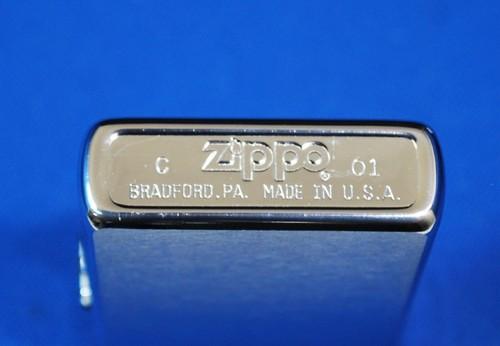 C Zippo® 01
BRADFORD.PA. MADE IN U.S.A.